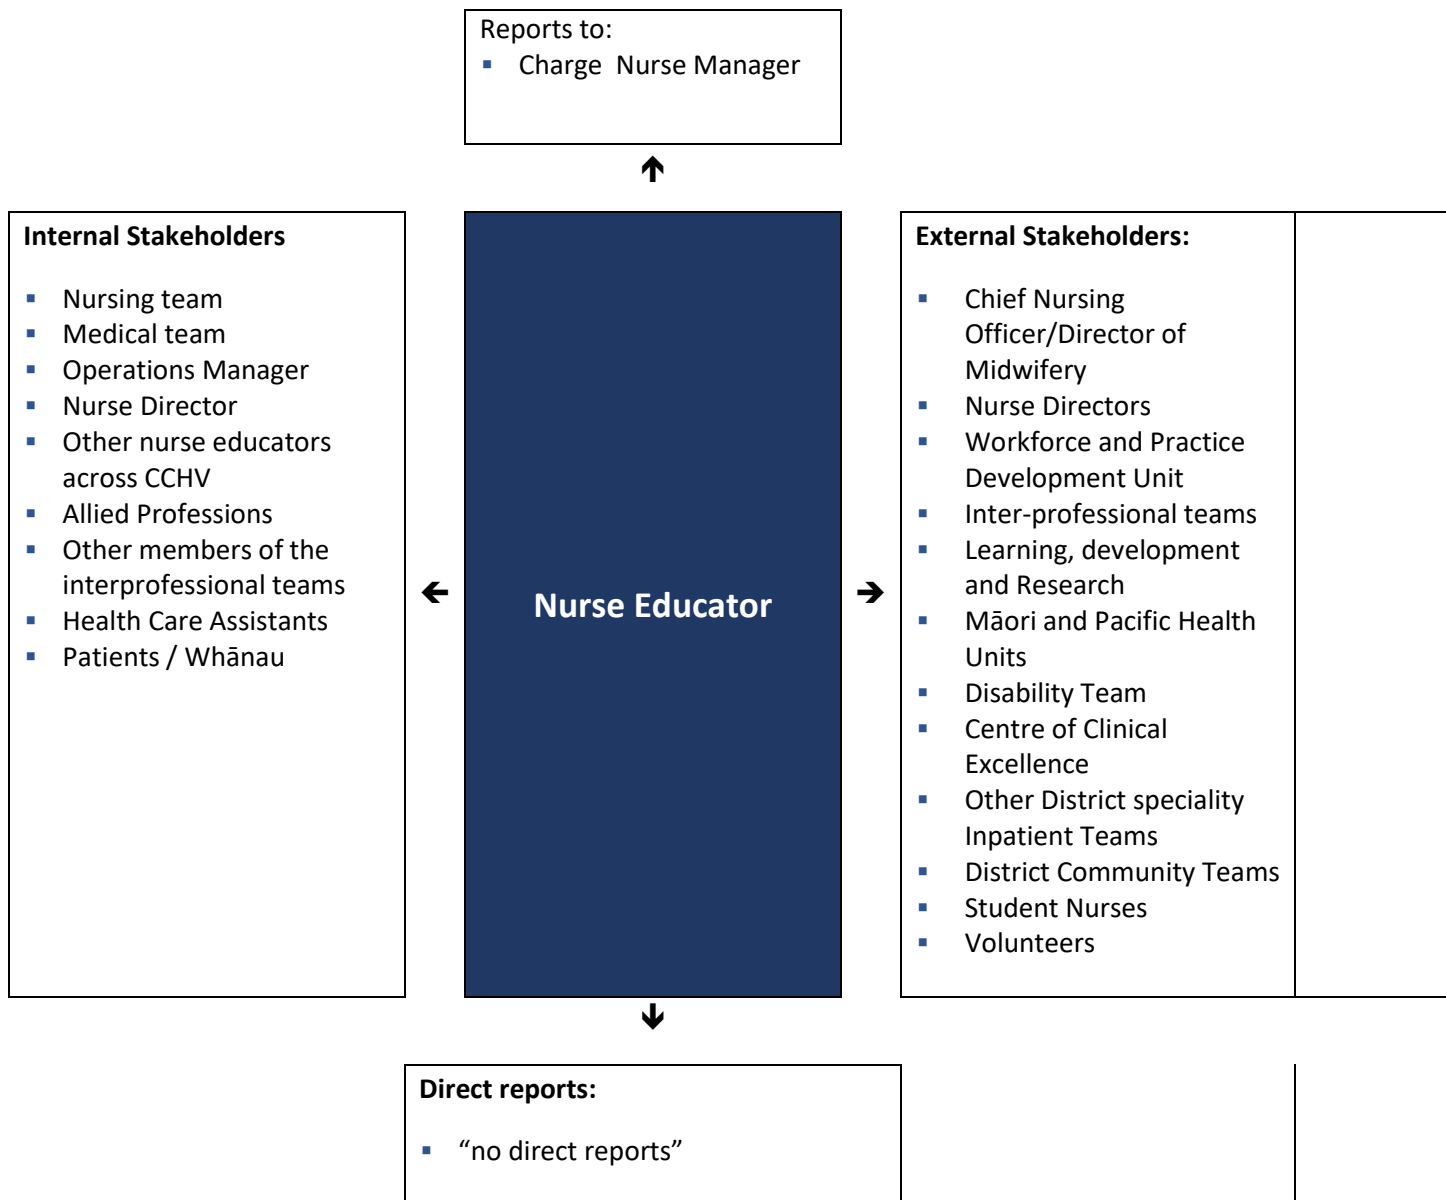 Reports to:
▪ Charge  Nurse Manager
Internal Stakeholders
▪ Nursing team
▪ Medical team
▪ Operations Manager
▪ Nurse Director
▪ Other nurse educators
across CCHV
▪ Allied Professions
▪ Other members of the
interprofessional teams
▪ Health Care Assistants
▪ Patients / Whānau
Nurse Educator
External Stakeholders:
▪ Chief Nursing
Officer/Director of
Midwifery
▪ Nurse Directors
▪ Workforce and Practice
Development Unit
▪ Inter-professional teams
▪ Learning, development
and Research
▪ Māori and Pacific Health
Units
▪ Disability Team
▪ Centre of Clinical
Excellence
▪ Other District speciality
Inpatient Teams
▪ District Community Teams
▪ Student Nurses
▪ Volunteers
Direct reports:
▪ “no direct reports”